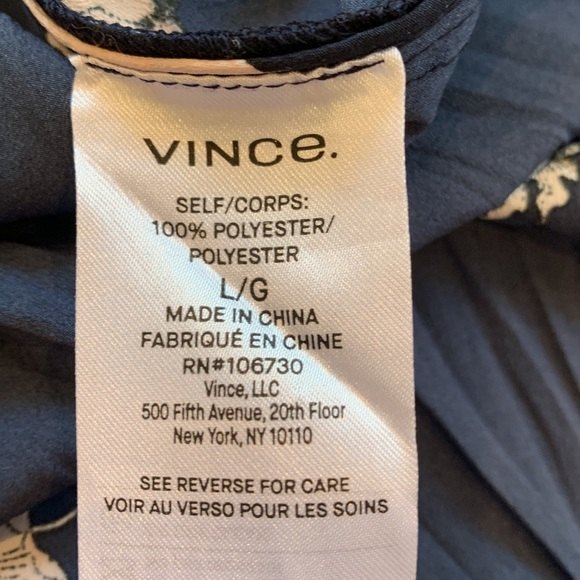 VINCe.
SELF/CORPS:
100% POLYESTER/
POLYESTER
L/G
MADE IN CHINA
FABRIQUÉ EN CHINE
RN#106730
Vince, LLC
500 Fifth Avenue, 20th Floor
New York, NY 10110
SEE REVERSE FOR CARE
VOIR AU VERSO POUR LES SOINS